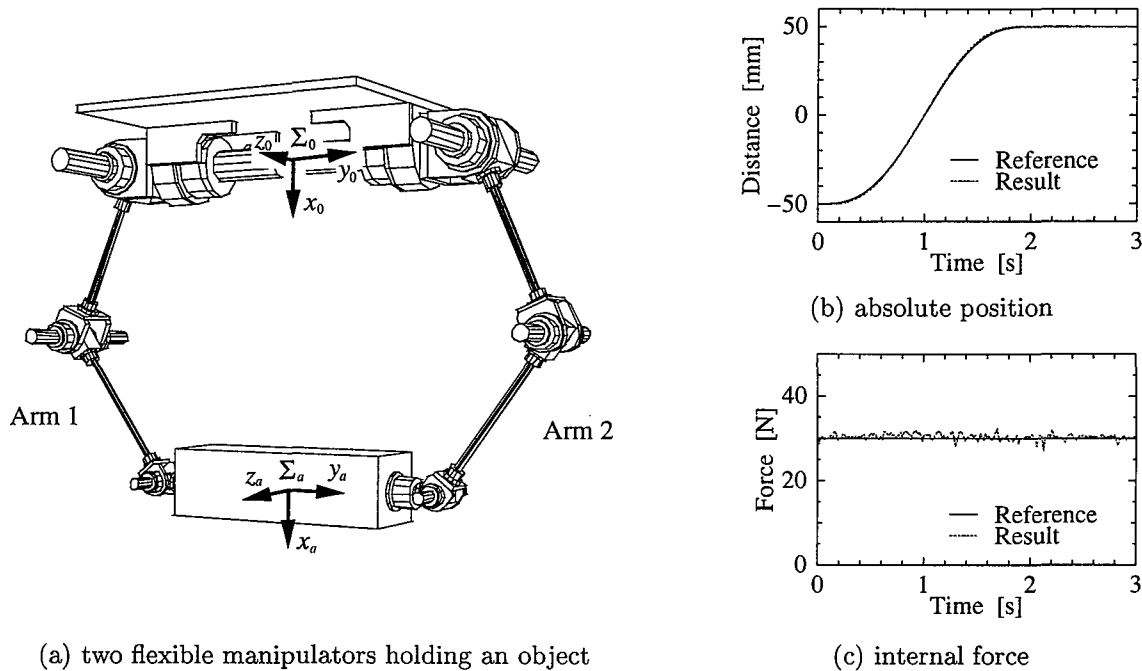 z₀ Σ₀
y₀
x₀
Arm 1
Arm 2
zₐ Σₐ yₐ
xₐ
(a) two flexible manipulators holding an object
Distance [mm]
50
0
−50
Reference
Result
0 1 2 3
Time [s]
(b) absolute position
Force [N]
40
20
0
Reference
Result
0 1 2 3
Time [s]
(c) internal force